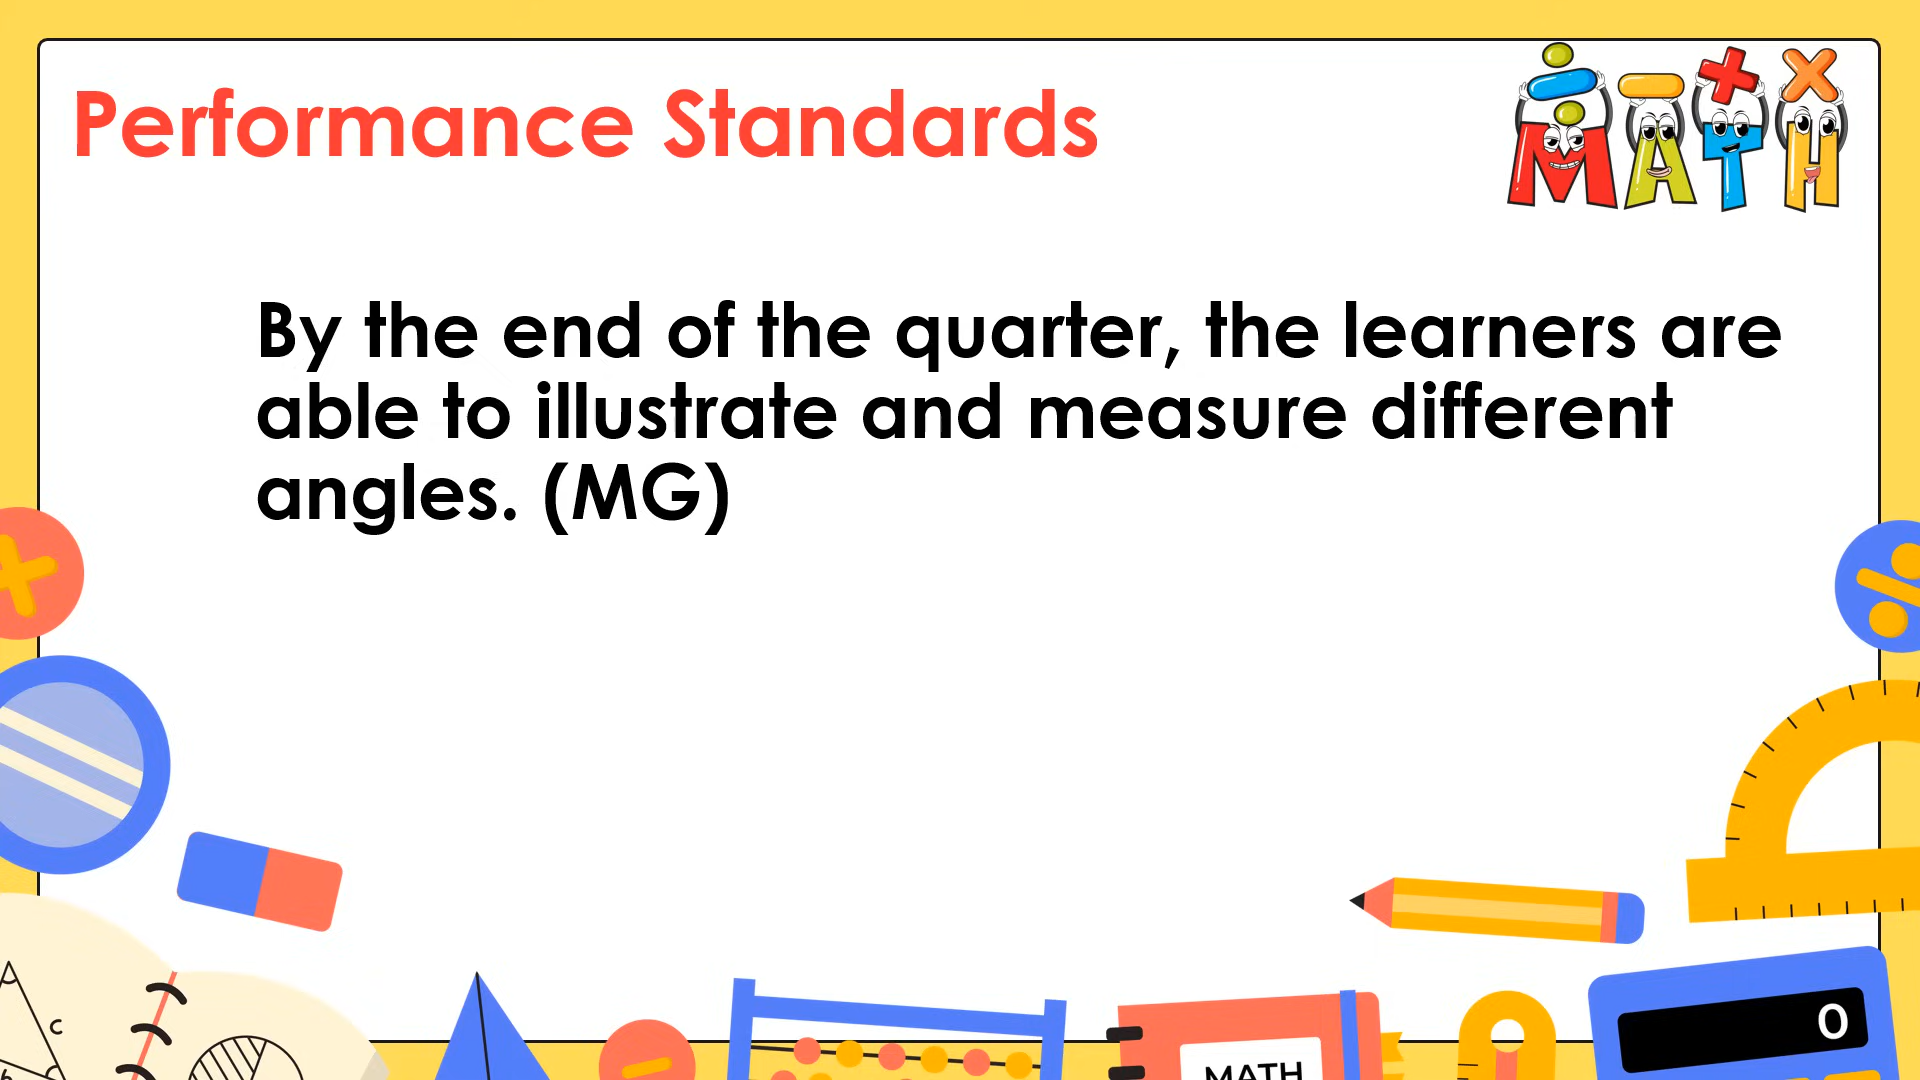 Performance Standards
MATH
By the end of the quarter, the learners are
able to illustrate and measure different
angles. (MG)
c
b
MATH
0